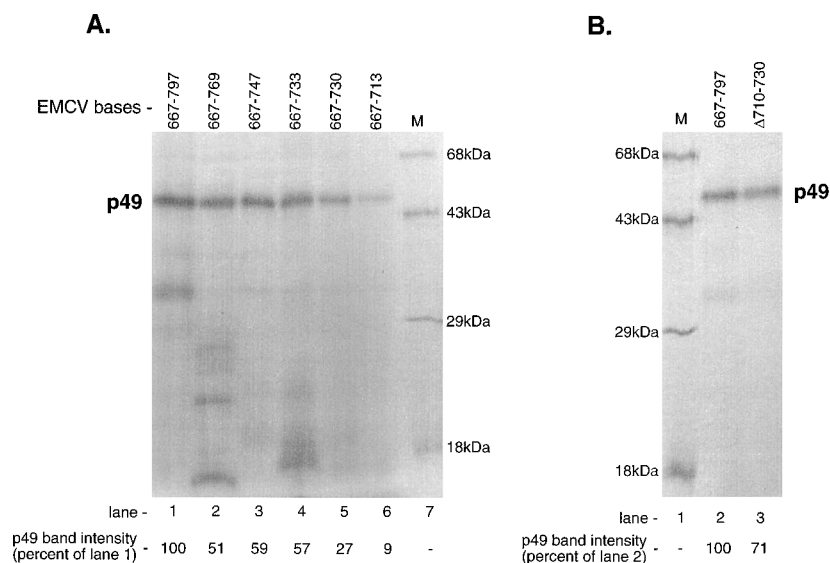 A.
EMCV bases -
667-797
667-769
667-747
667-733
667-730
667-713
M
68kDa
p49
43kDa
29kDa
18kDa
lane - 1 2 3 4 5 6 7
p49 band intensity
(percent of lane 1) - 100 51 59 57 27 9 -
B.
M
667-797
Δ710-730
68kDa
p49
43kDa
29kDa
18kDa
lane - 1 2 3
p49 band intensity
(percent of lane 2) - - 100 71